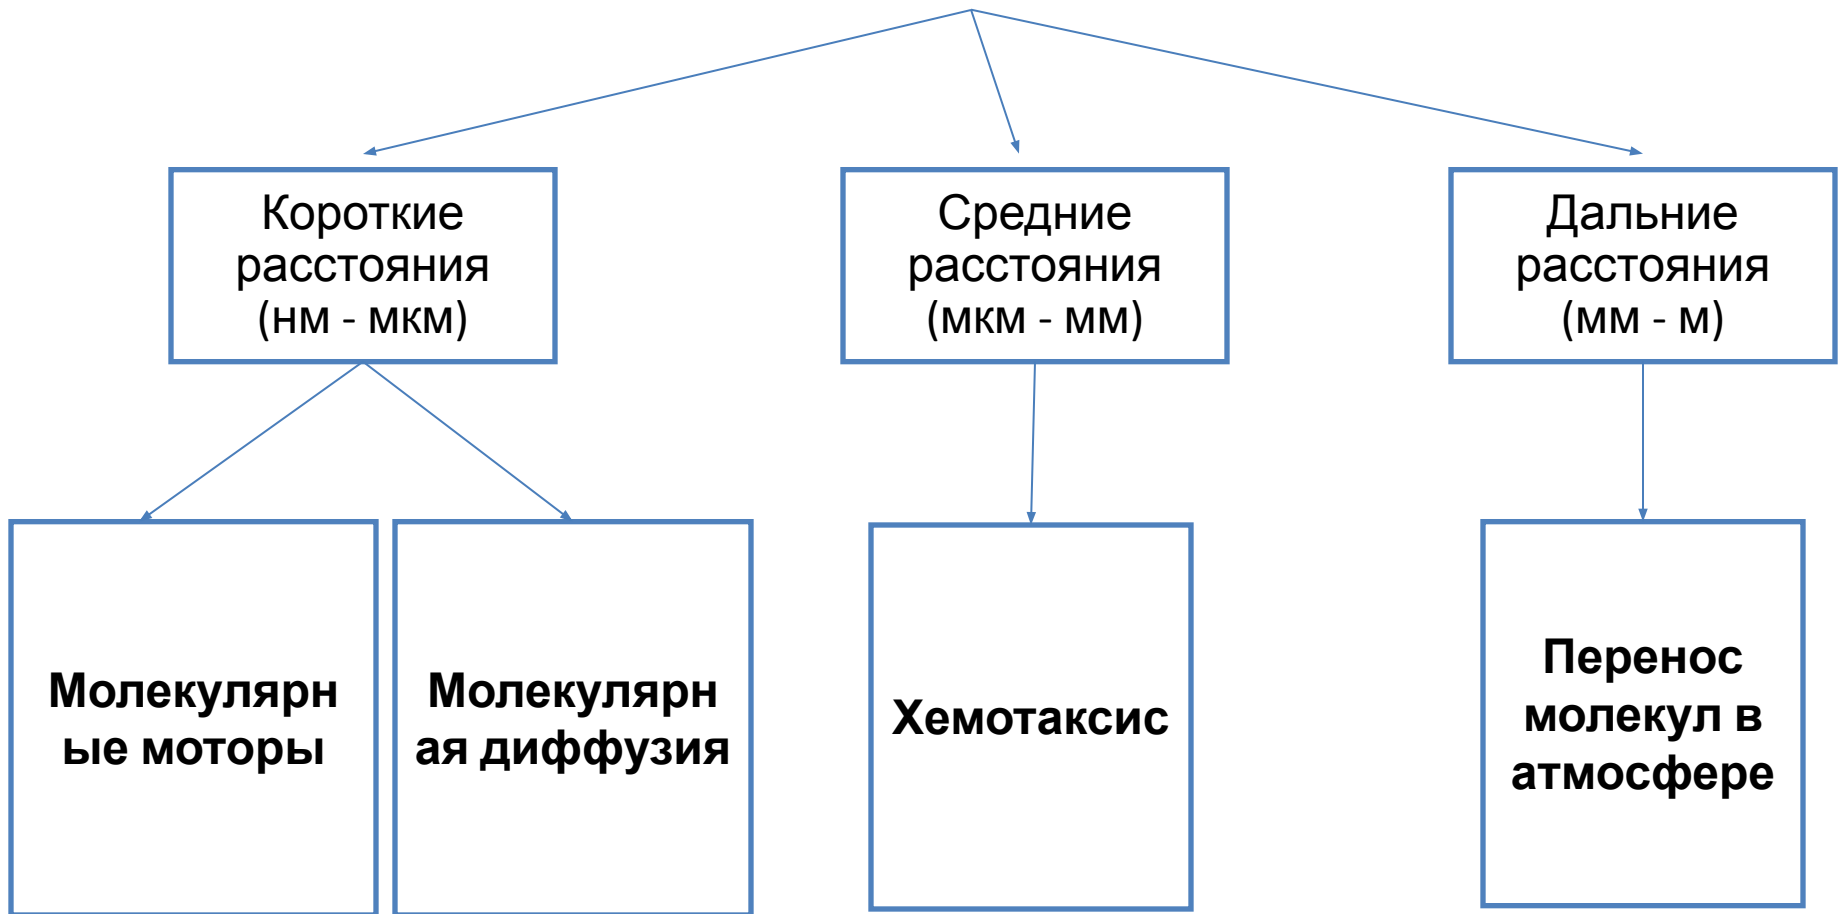 Короткие
расстояния
(нм - мкм)
Средние
расстояния
(мкм - мм)
Дальние
расстояния
(мм - м)
Молекулярн
ые моторы
Молекулярн
ая диффузия
Хемотаксис
Перенос
молекул в
атмосфере